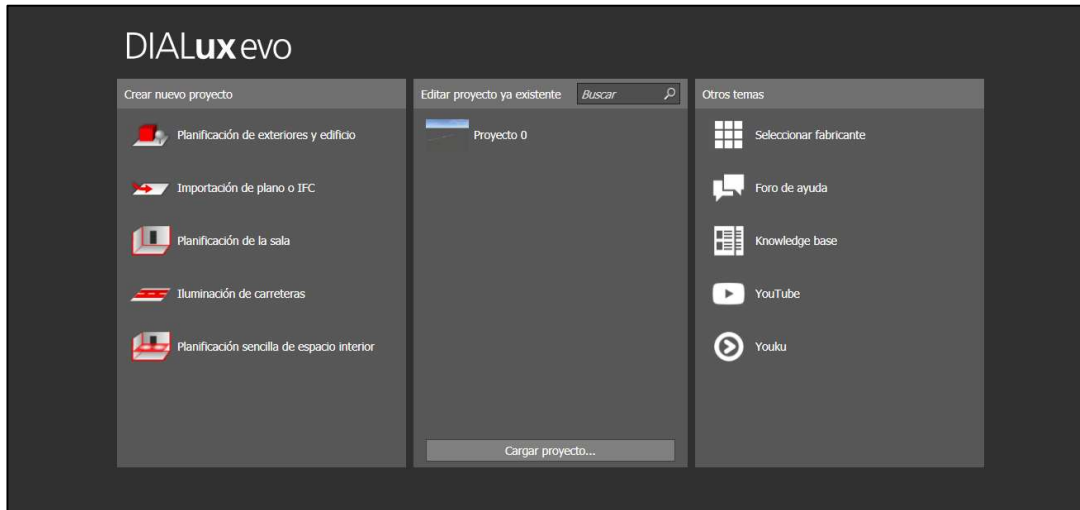 DIALux evo
Crear nuevo proyecto
Planificación de exteriores y edificio
Importación de plano o IFC
Planificación de la sala
Iluminación de carreteras
Planificación sencilla de espacio interior
Editar proyecto ya existente
Buscar
Proyecto 0
Cargar proyecto...
Otros temas
Seleccionar fabricante
Foro de ayuda
Knowledge base
YouTube
Youku